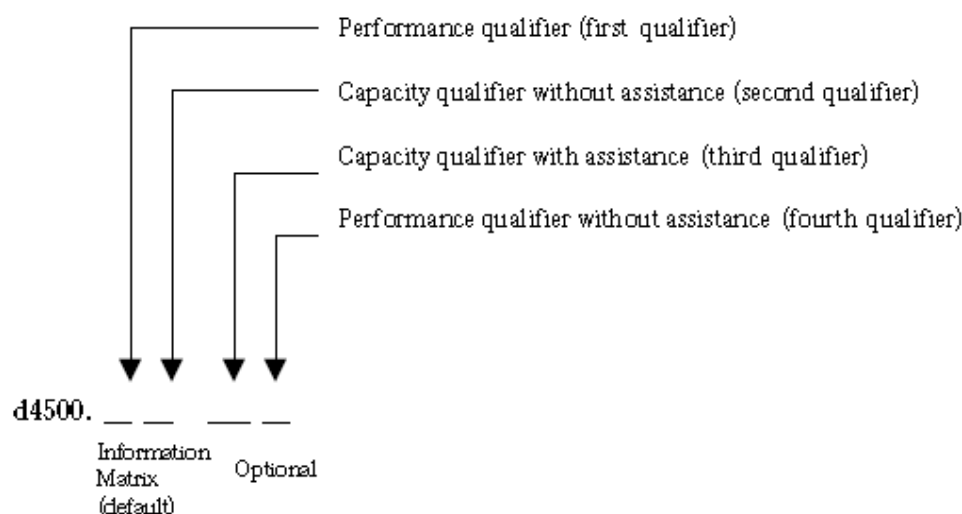 Performance qualifier (first qualifier)
Capacity qualifier without assistance (second qualifier)
Capacity qualifier with assistance (third qualifier)
Performance qualifier without assistance (fourth qualifier)
d4500. __ __ __ __
Information
Matrix
(default)
Optional